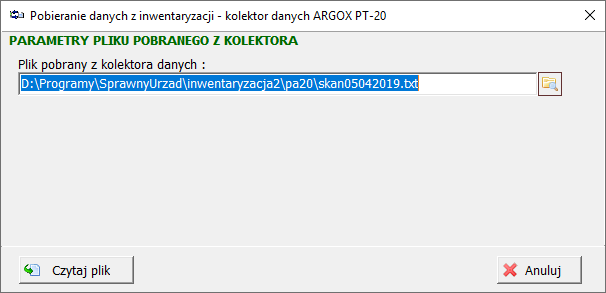 Pobieranie danych z inwentaryzacji - kolektor danych ARGOX PT-20
PARAMETRY PLIKU POBRANEGO Z KOLEKTORA
Plik pobrany z kolektora danych :
D:\Programy\SprawnyUrzad\inwentaryzacja2\pa20\skan05042019.txt
Czytaj plik
Anuluj